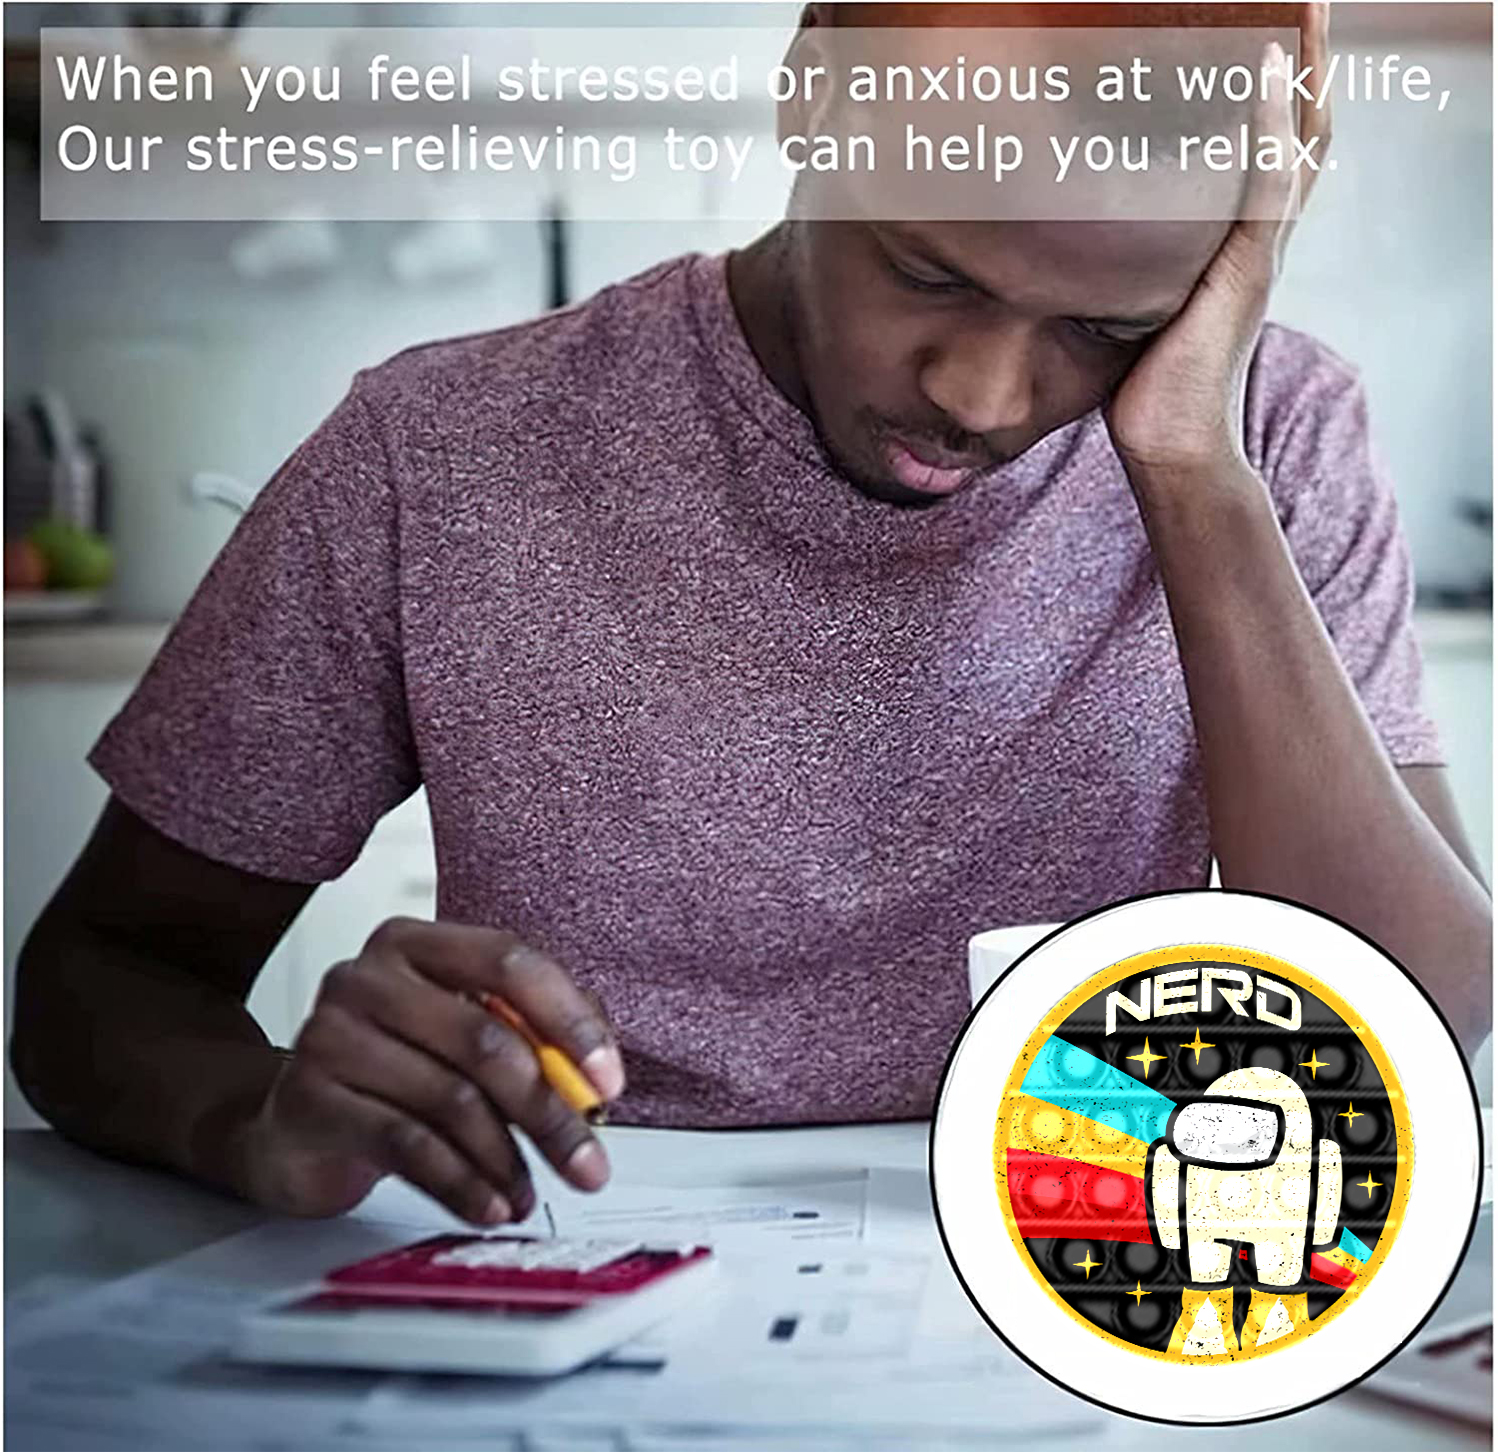 When you feel stressed or anxious at work/life,
Our stress-relieving toy can help you relax.
NERD